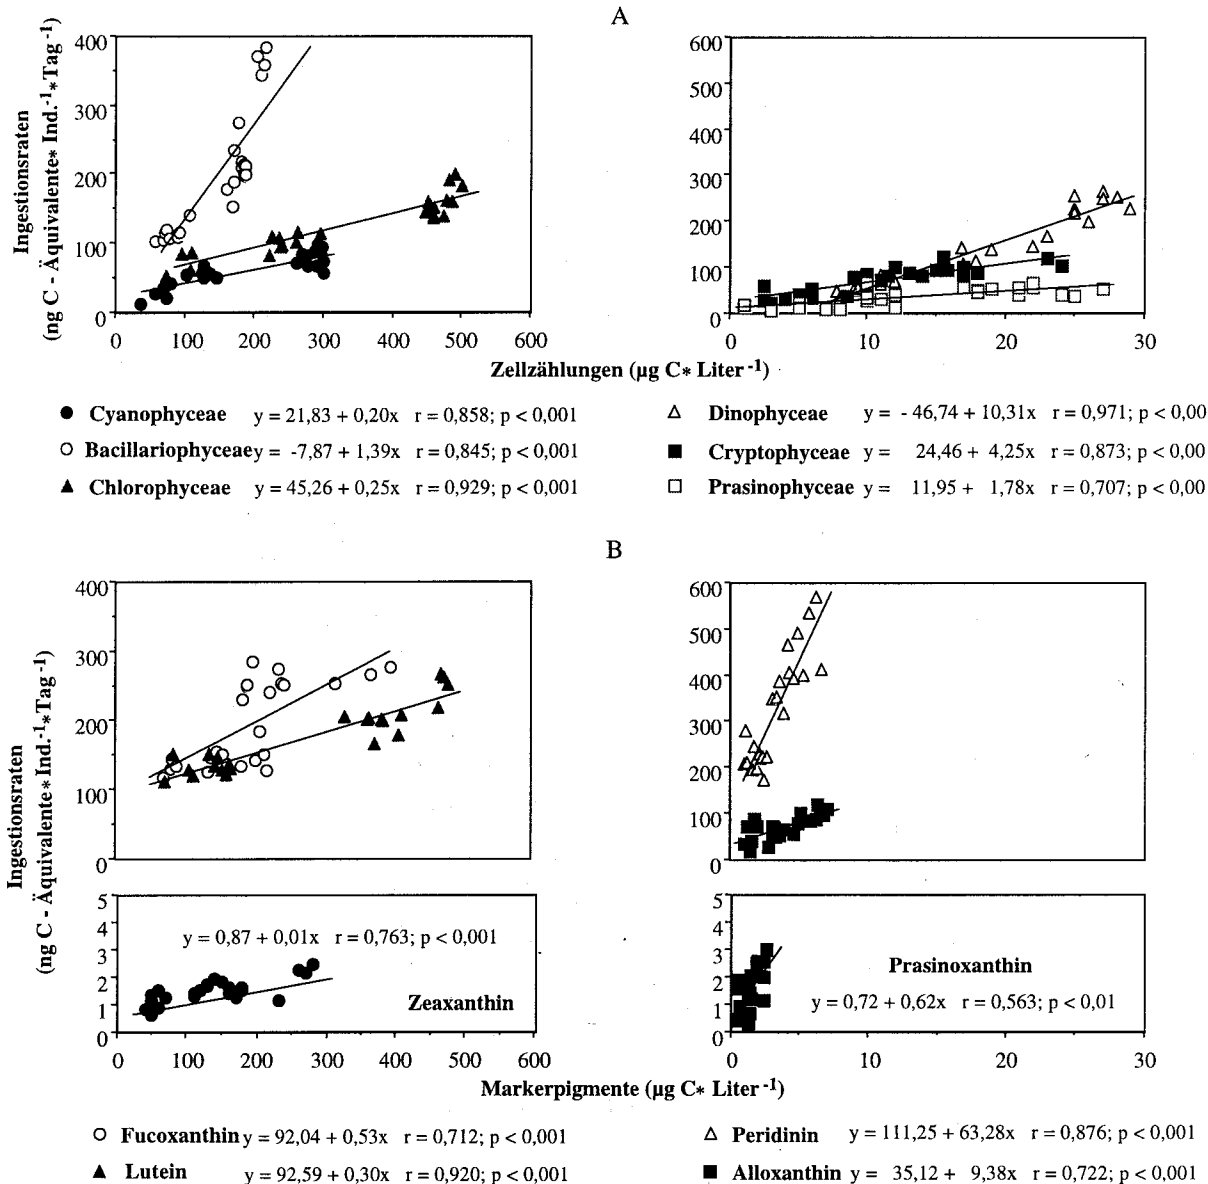 A
Ingestionsraten
(ng C - Äquivalente* Ind.-1*Tag-1)
400
300
200
100
0
0 100 200 300 400 500 600
600
500
400
300
200
100
0
0 10 20 30
Zellzählungen (µg C* Liter-1)
Cyanophyceae y = 21,83 + 0,20x r = 0,858; p < 0,001
Bacillariophyceae y = -7,87 + 1,39x r = 0,845; p < 0,001
Chlorophyceae y = 45,26 + 0,25x r = 0,929; p < 0,001
Dinophyceae y = - 46,74 + 10,31x r = 0,971; p < 0,00
Cryptophyceae y = 24,46 + 4,25x r = 0,873; p < 0,00
Prasinophyceae y = 11,95 + 1,78x r = 0,707; p < 0,00
B
Ingestionsraten
(ng C - Äquivalente* Ind.-1*Tag-1)
400
300
200
100
0
600
500
400
300
200
100
0
5
4
3
2
1
0
y = 0,87 + 0,01x r = 0,763; p < 0,001
Zeaxanthin
0 100 200 300 400 500 600
5
4
3
2
1
0
Prasinoxanthin
y = 0,72 + 0,62x r = 0,563; p < 0,01
0 10 20 30
Markerpigmente (µg C* Liter-1)
Fucoxanthin y = 92,04 + 0,53x r = 0,712; p < 0,001
Lutein y = 92,59 + 0,30x r = 0,920; p < 0,001
Peridinin y = 111,25 + 63,28x r = 0,876; p < 0,001
Alloxanthin y = 35,12 + 9,38x r = 0,722; p < 0,001